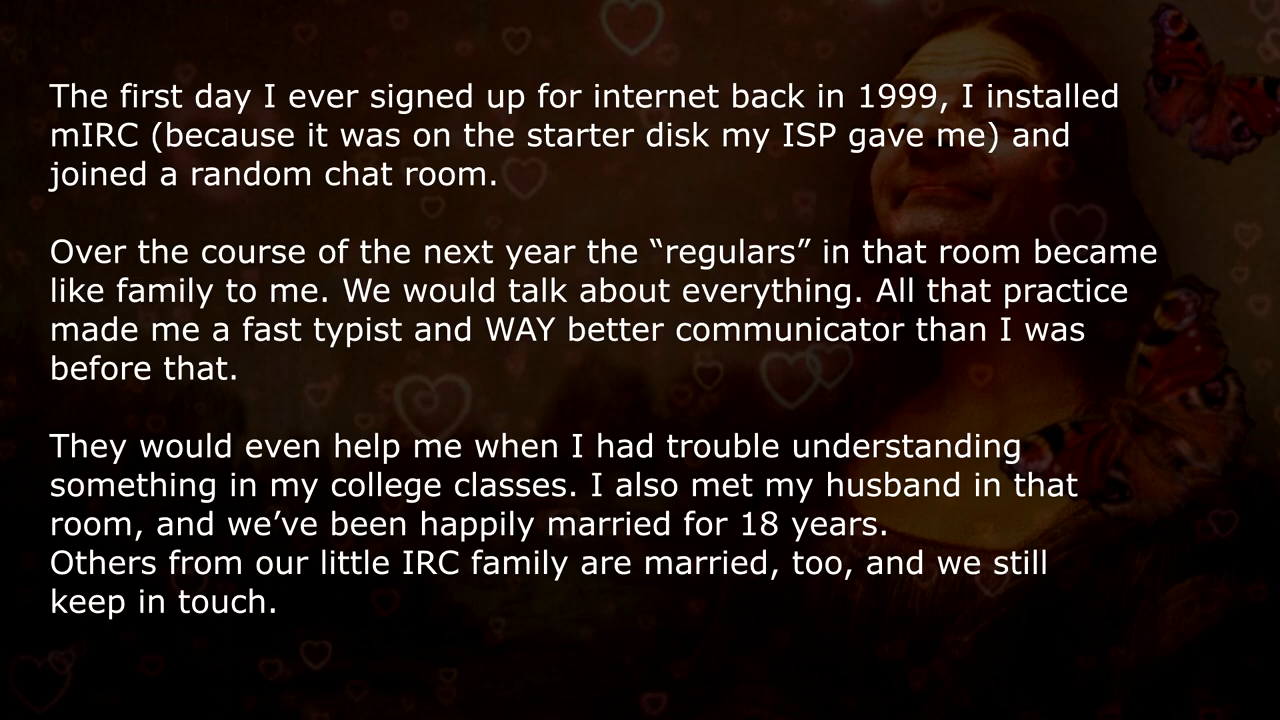 The first day I ever signed up for internet back in 1999, I installed
mIRC (because it was on the starter disk my ISP gave me) and
joined a random chat room.
Over the course of the next year the “regulars” in that room became
like family to me. We would talk about everything. All that practice
made me a fast typist and WAY better communicator than I was
before that.
They would even help me when I had trouble understanding
something in my college classes. I also met my husband in that
room, and we’ve been happily married for 18 years.
Others from our little IRC family are married, too, and we still
keep in touch.